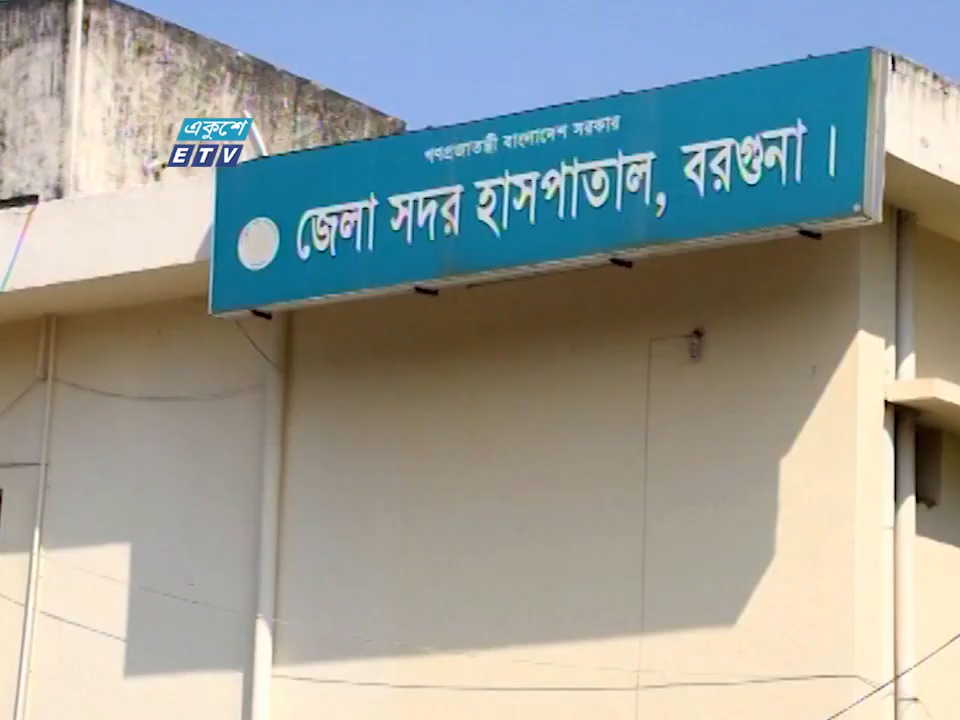 একুশে
ETV
গণপ্রজাতন্ত্রী বাংলাদেশ সরকার
জেলা সদর হাসপাতাল, বরগুনা ।